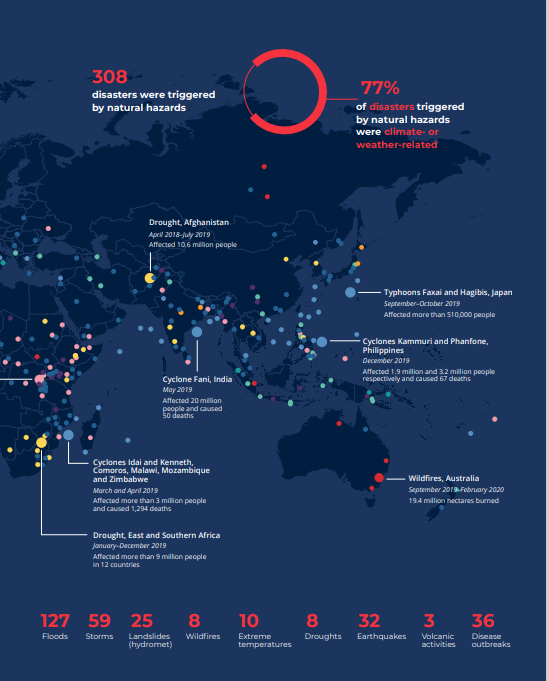 308
disasters were triggered
by natural hazards
77%
of disasters triggered
by natural hazards
were climate- or
weather-related
Drought, Afghanistan
April 2018-July 2019
Affected 10.6 million people
Typhoons Faxai and Hagibis, Japan
September–October 2019
Affected more than 510,000 people
Cyclones Kammuri and Phanfone,
Philippines
December 2019
Affected 1.9 million and 3.2 million people
respectively and caused 67 deaths
Cyclone Fani, India
May 2019
Affected 20 million
people and caused
50 deaths
Cyclones Idai and Kenneth,
Comoros, Malawi, Mozambique
and Zimbabwe
March and April 2019
Affected more than 3 million people
and caused 1,294 deaths
Wildfires, Australia
September 2019–February 2020
19.4 million hectares burned
Drought, East and Southern Africa
January–December 2019
Affected more than 9 million people
in 12 countries
127
Floods
59
Storms
25
Landslides
(hydromet)
8
Wildfires
10
Extreme
temperatures
8
Droughts
32
Earthquakes
3
Volcanic
activities
36
Disease
outbreaks